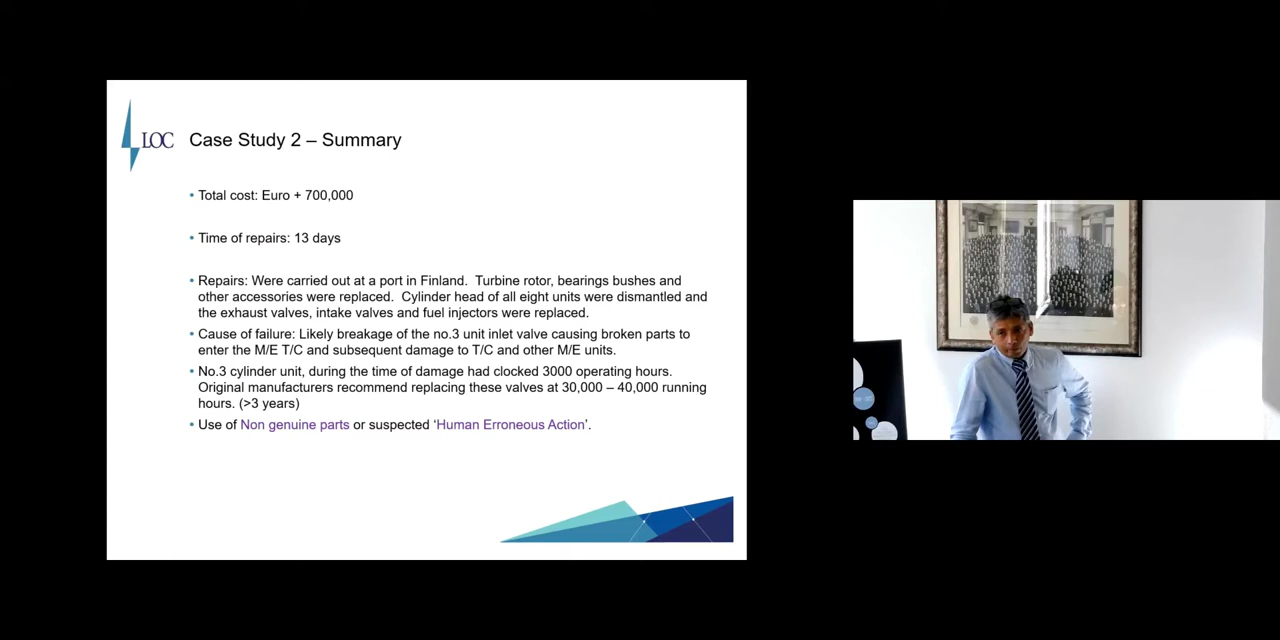 LOC
Case Study 2 – Summary
• Total cost: Euro + 700,000
• Time of repairs: 13 days
• Repairs: Were carried out at a port in Finland.  Turbine rotor, bearings bushes and
other accessories were replaced.  Cylinder head of all eight units were dismantled and
the exhaust valves, intake valves and fuel injectors were replaced.
• Cause of failure: Likely breakage of the no.3 unit inlet valve causing broken parts to
enter the M/E T/C and subsequent damage to T/C and other M/E units.
• No.3 cylinder unit, during the time of damage had clocked 3000 operating hours.
Original manufacturers recommend replacing these valves at 30,000 – 40,000 running
hours. (>3 years)
• Use of Non genuine parts or suspected ‘Human Erroneous Action’.